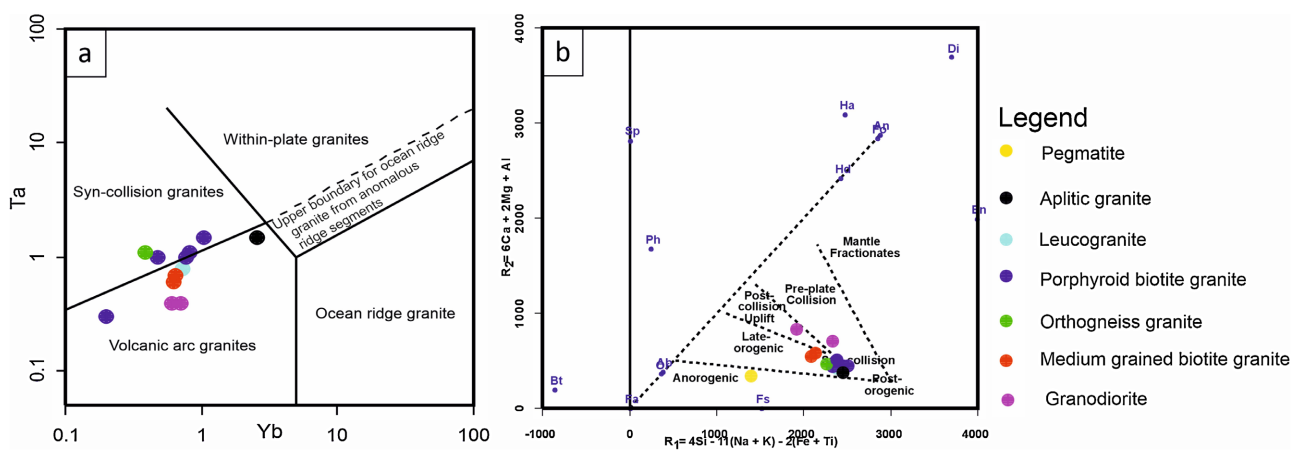 a
100
10
1
0.1
Ta
Within-plate granites
Syn-collision granites
Upper boundary for ocean ridge
granite from anomalous
ridge segments
Ocean ridge granite
Volcanic arc granites
0.1
1
Yb
10
100
b
4000
3000
2000
1000
0
R2= 6Ca + 2Mg + Al
Di
Ha
An
Sp
Hd
En
Ph
Mantle
Fractionates
Pre-plate
Collision
Post-
collision
Uplift
Late-
orogenic
Ab
Anorogenic
Post-
orogenic
Bt
Fs
-1000
0
1000
2000
3000
4000
R1= 4Si - 11(Na + K) - 2(Fe + Ti)
Legend
Pegmatite
Aplitic granite
Leucogranite
Porphyroid biotite granite
Orthogneiss granite
Medium grained biotite granite
Granodiorite